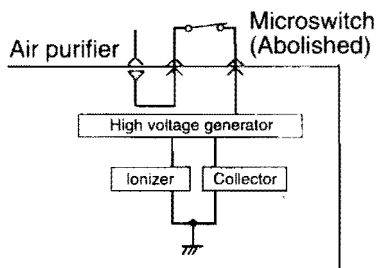 Microswitch
Air purifier
(Abolished)
High voltage generator
Ionizer
Collector